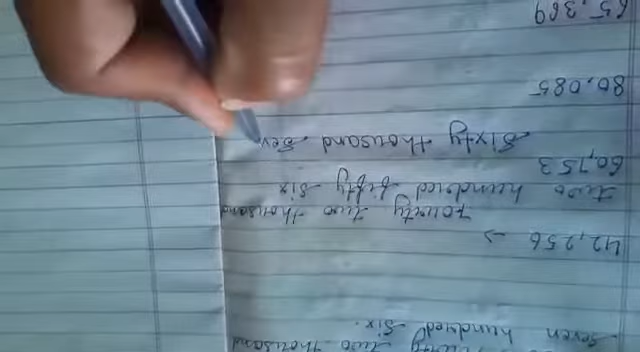 two thousand
Seven hundred Six.
42,256 → Fourty two thousand
two hundred fifty Six
60,753
Sixty thousand Sev
80,085
65,369